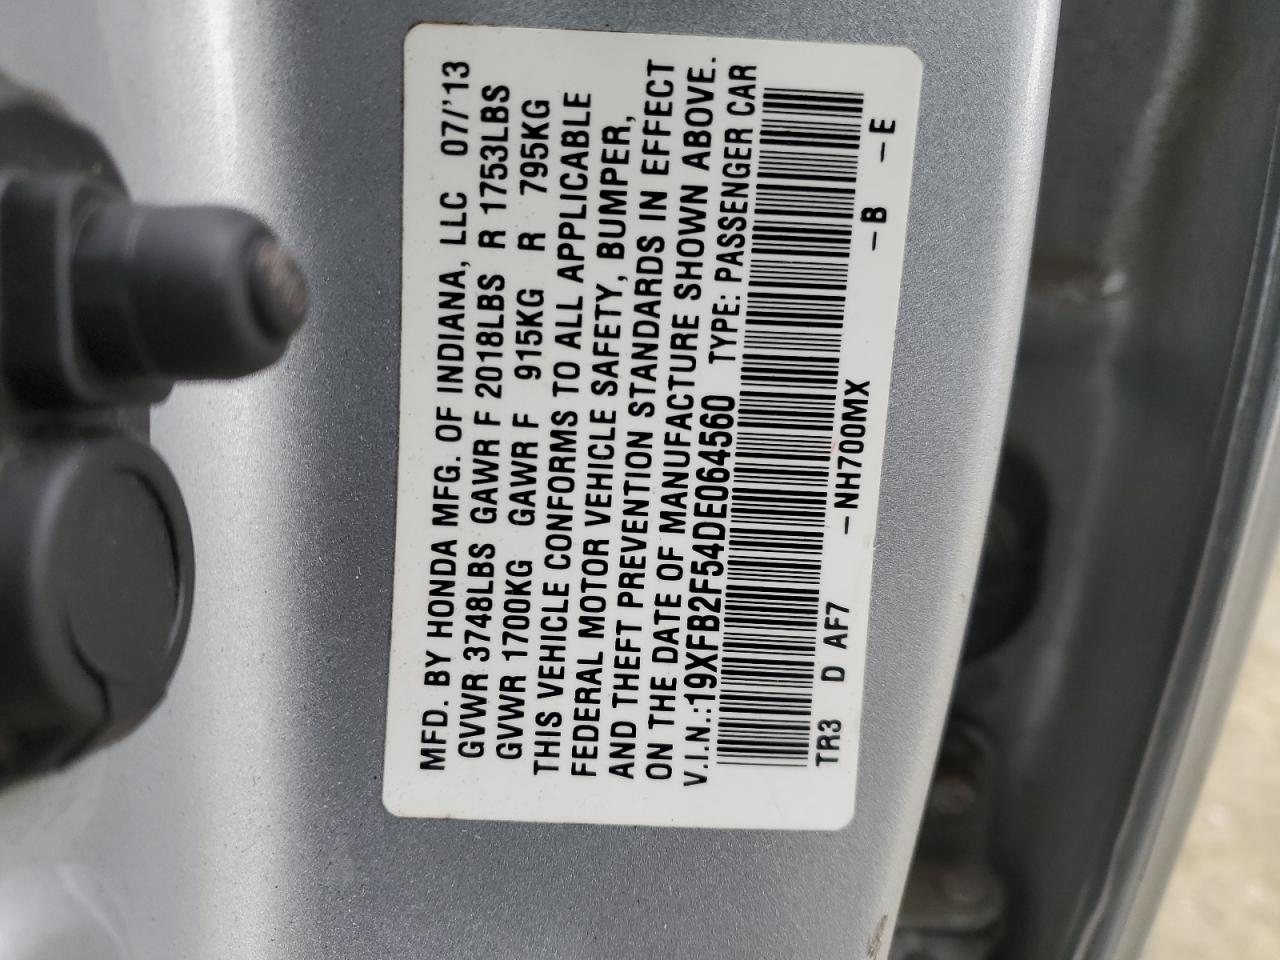 MFD. BY HONDA MFG. OF INDIANA, LLC 07/'13
GVWR 3748LBS GAWR F 2018LBS R 1753LBS
GVWR 1700KG GAWR F 915KG R 795KG
THIS VEHICLE CONFORMS TO ALL APPLICABLE
FEDERAL MOTOR VEHICLE SAFETY, BUMPER,
AND THEFT PREVENTION STANDARDS IN EFFECT
ON THE DATE OF MANUFACTURE SHOWN ABOVE.
V.I.N.:19XFB2F54DE064560 TYPE: PASSENGER CAR
TR3 D AF7 -NH700MX -B -E